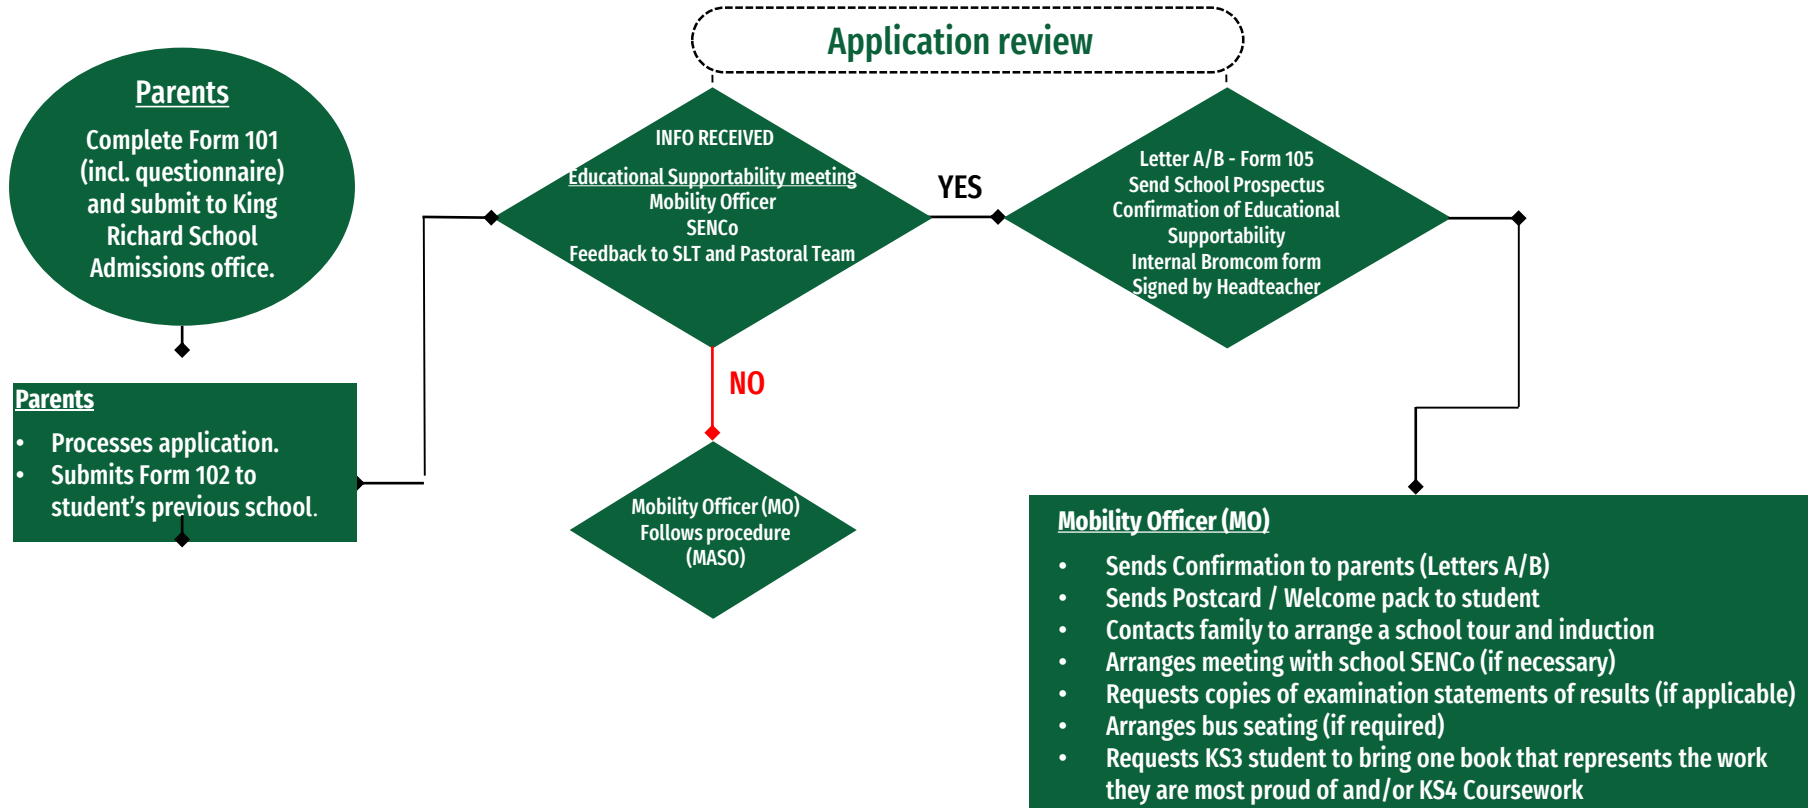 Application review
Parents
Complete Form 101
(incl. questionnaire)
and submit to King
Richard School
Admissions office.
Parents
• Processes application.
• Submits Form 102 to
student’s previous school.
INFO RECEIVED
Educational Supportability meeting
Mobility Officer
SENCo
Feedback to SLT and Pastoral Team
YES
NO
Mobility Officer (MO)
Follows procedure
(MASO)
Letter A/B - Form 105
Send School Prospectus
Confirmation of Educational
Supportability
Internal Bromcom form
Signed by Headteacher
Mobility Officer (MO)
• Sends Confirmation to parents (Letters A/B)
• Sends Postcard / Welcome pack to student
• Contacts family to arrange a school tour and induction
• Arranges meeting with school SENCo (if necessary)
• Requests copies of examination statements of results (if applicable)
• Arranges bus seating (if required)
• Requests KS3 student to bring one book that represents the work
they are most proud of and/or KS4 Coursework